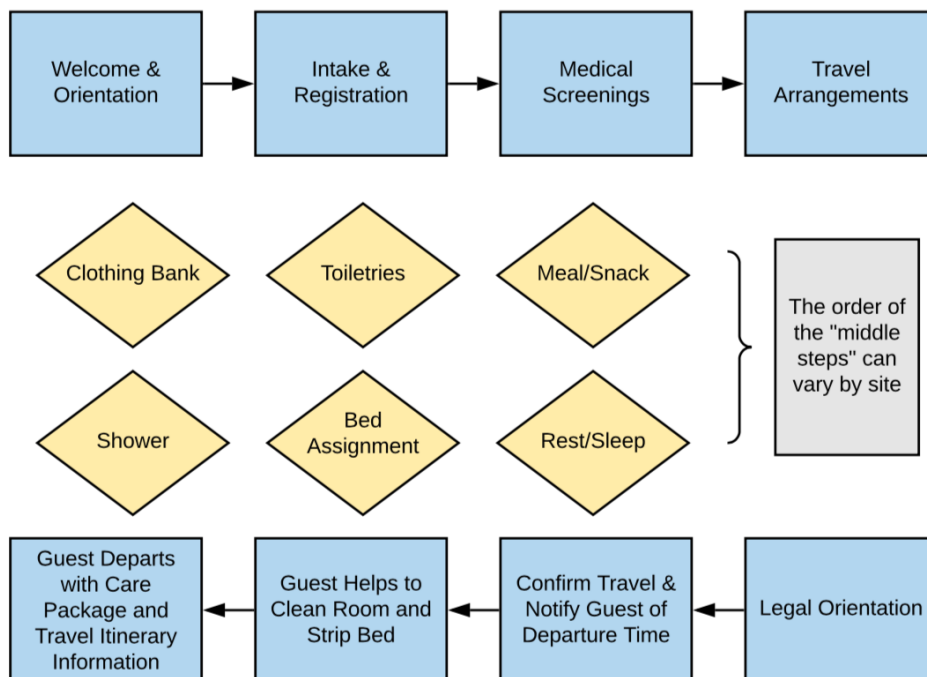 Welcome &
Orientation
Intake &
Registration
Medical
Screenings
Travel
Arrangements
Clothing Bank
Toiletries
Meal/Snack
The order of
the "middle
steps" can
vary by site
Shower
Bed
Assignment
Rest/Sleep
Guest Departs
with Care
Package and
Travel Itinerary
Information
Guest Helps to
Clean Room and
Strip Bed
Confirm Travel &
Notify Guest of
Departure Time
Legal Orientation